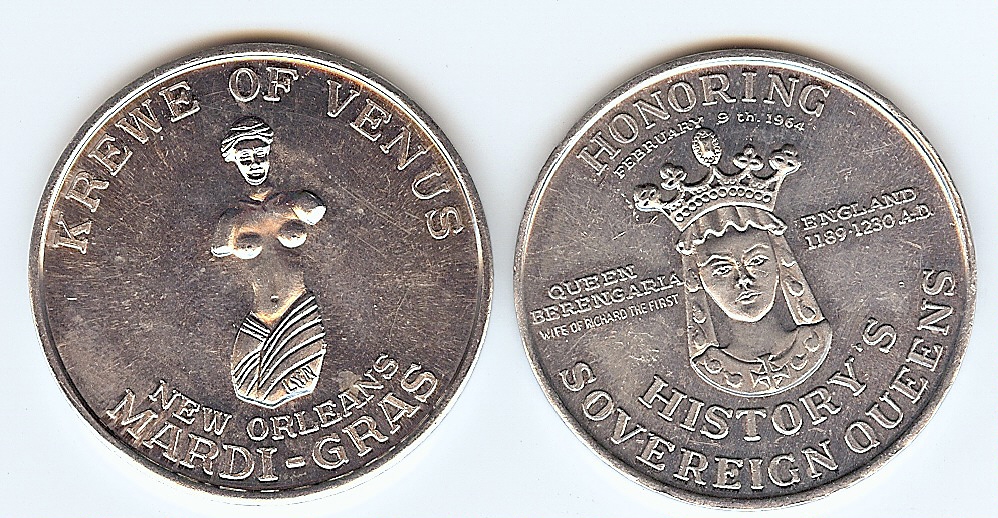 KREWE OF VENUS
NEW ORLEANS
MARDI-GRAS
HONORING
FEBRUARY 9 th. 1964
ENGLAND
1189-1230 A.D.
QUEEN
BERENGARIA
WIFE OF RICHARD THE FIRST
HISTORY'S
SOVEREIGN QUEENS